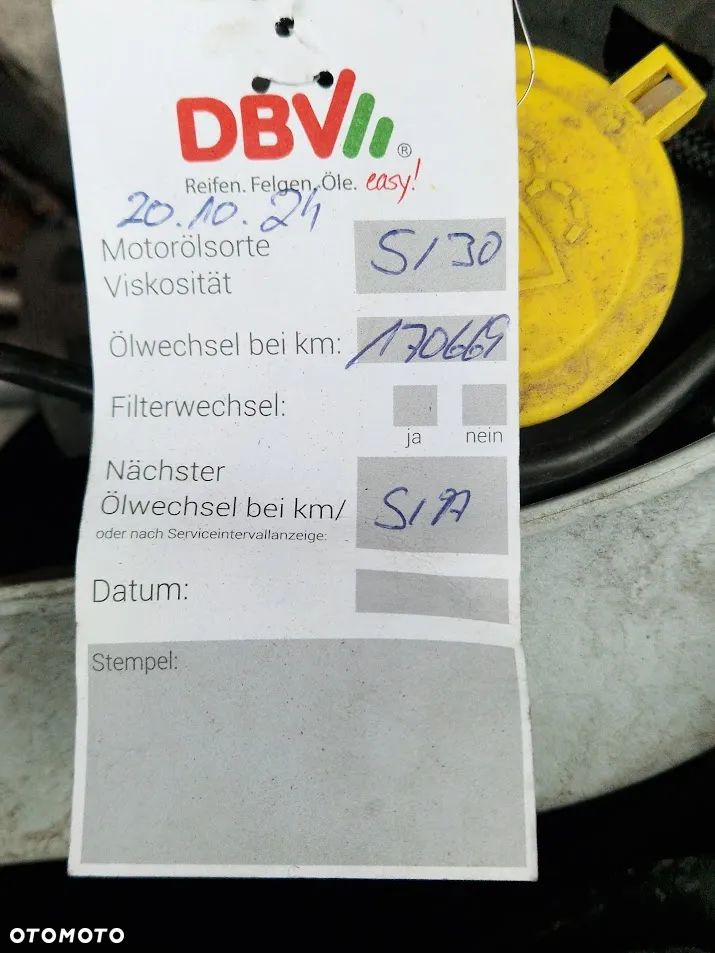 DBV®
Reifen. Felgen. Öle. easy!
20.10.24
Motorölsorte
Viskosität
5/30
Ölwechsel bei km: 170669
Filterwechsel:
ja nein
Nächster
Ölwechsel bei km/
oder nach Serviceintervallanzeige:
SIA
Datum:
Stempel:
OTOMOTO